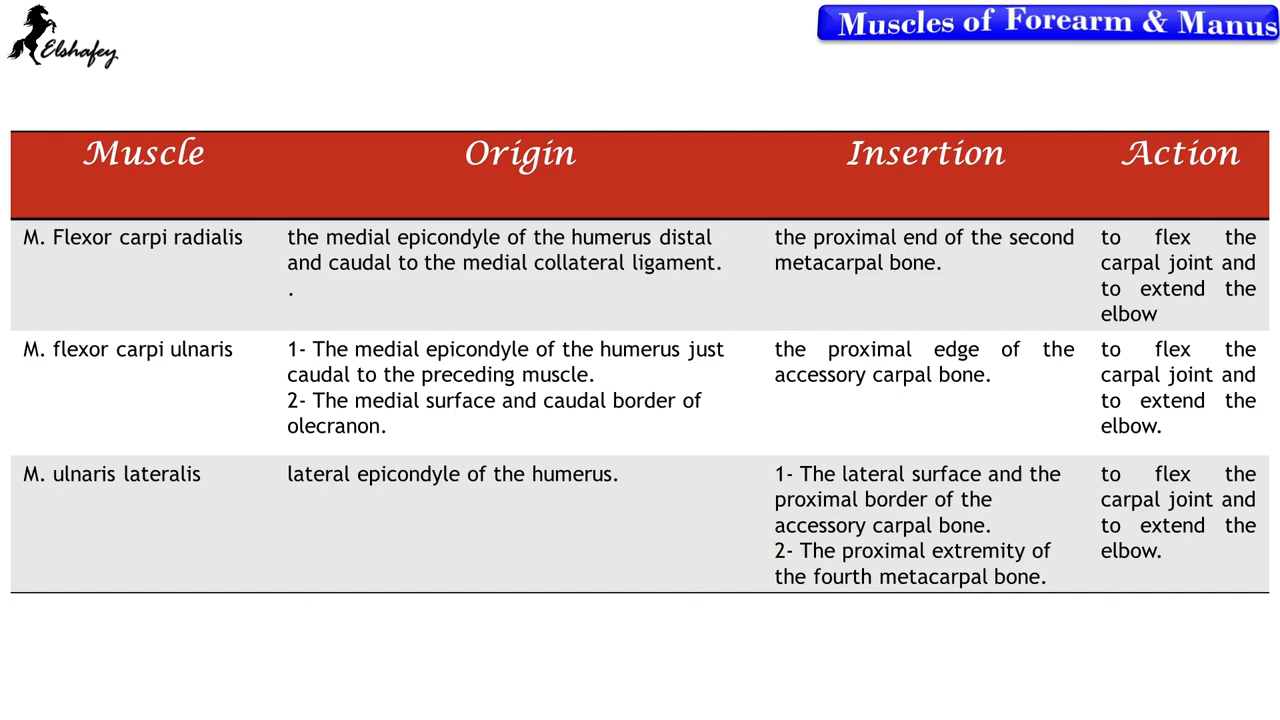 Elshafey
Muscles of Forearm & Manus
Muscle Origin Insertion Action
M. Flexor carpi radialis
the medial epicondyle of the humerus distal
and caudal to the medial collateral ligament.
.
the proximal end of the second
metacarpal bone.
to flex the
carpal joint and
to extend the
elbow
M. flexor carpi ulnaris
1- The medial epicondyle of the humerus just
caudal to the preceding muscle.
2- The medial surface and caudal border of
olecranon.
the proximal edge of the
accessory carpal bone.
to flex the
carpal joint and
to extend the
elbow.
M. ulnaris lateralis
lateral epicondyle of the humerus.
1- The lateral surface and the
proximal border of the
accessory carpal bone.
2- The proximal extremity of
the fourth metacarpal bone.
to flex the
carpal joint and
to extend the
elbow.